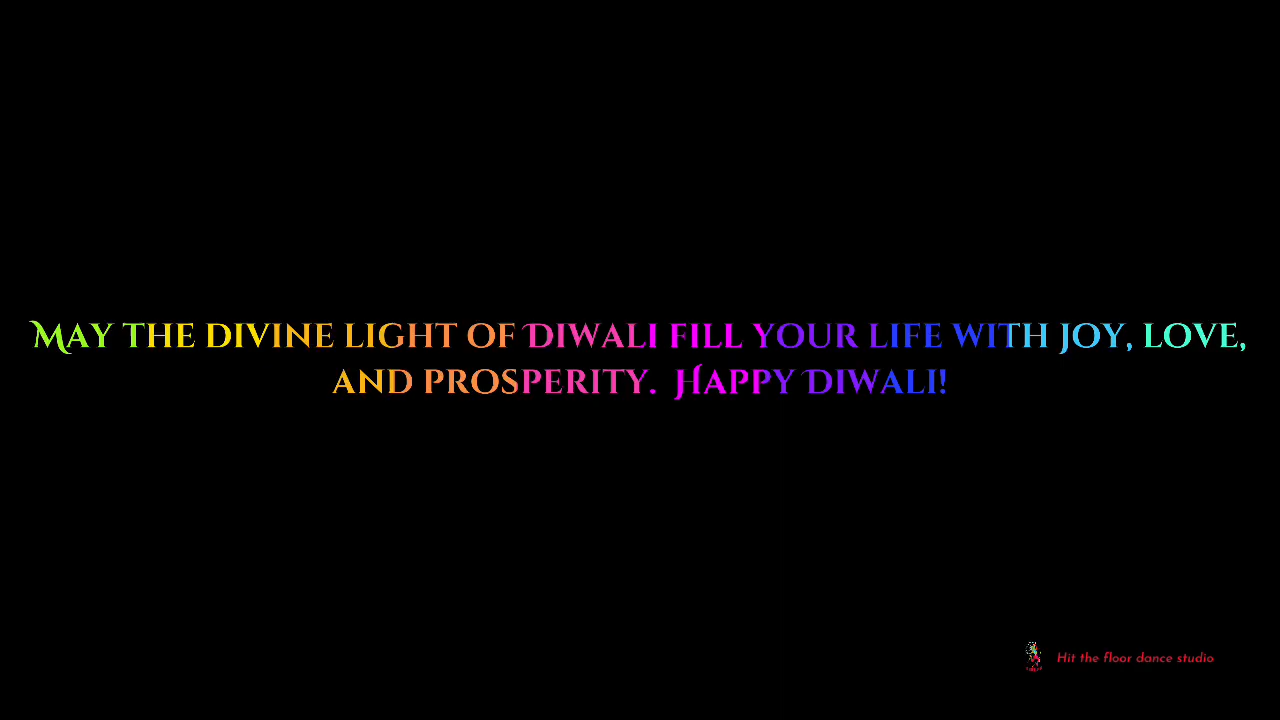 May the divine light of Diwali fill your life with joy, love,
and prosperity.  Happy Diwali!
Hit the floor dance studio